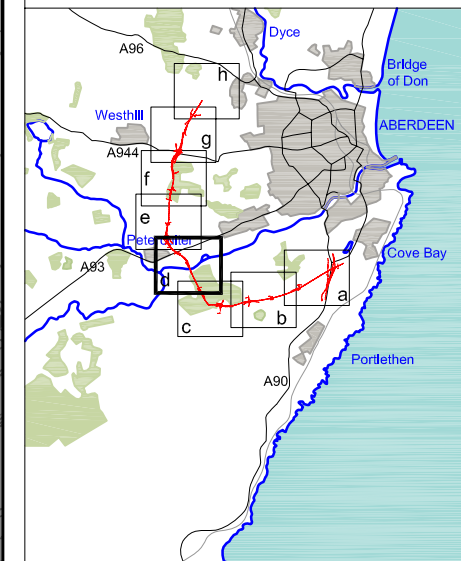 Dyce
A96
h
Bridge
of Don
Westhill
ABERDEEN
g
A944
f
e
Peterculter
Cove Bay
A93
d
a
b
c
Portlethen
A90